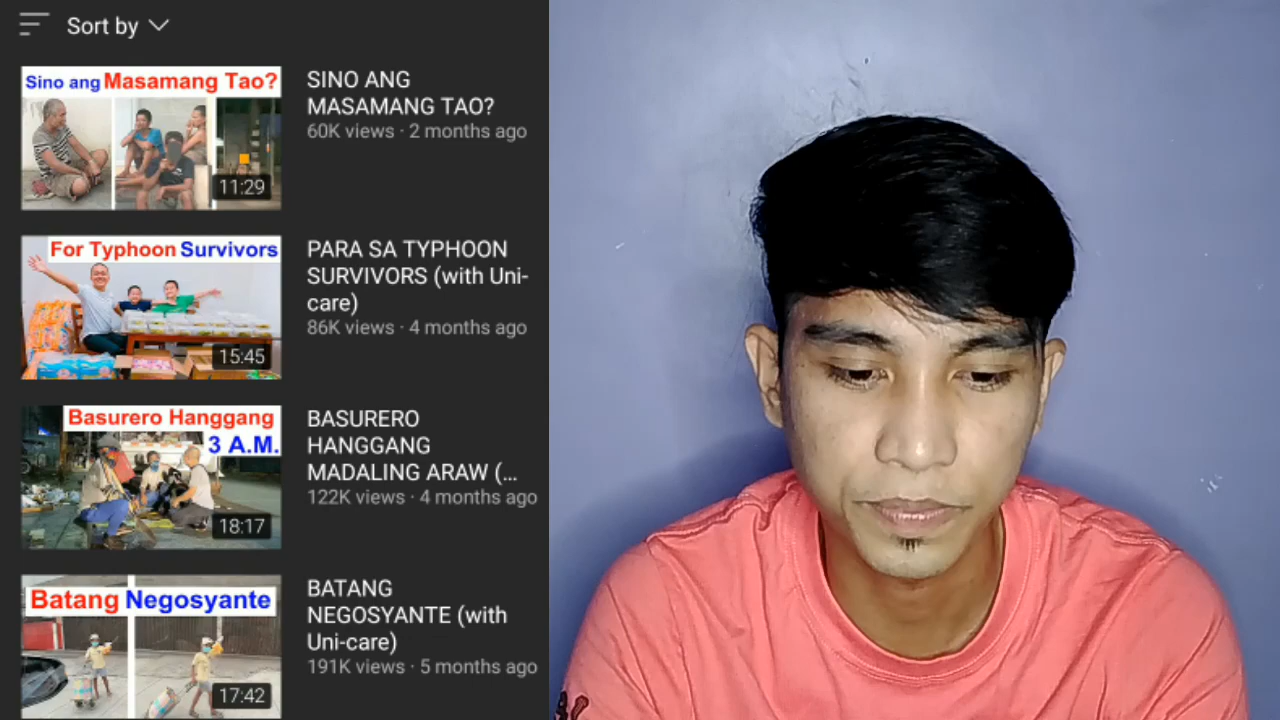 Sort by
Sino ang Masamang Tao?
11:29
SINO ANG
MASAMANG TAO?
60K views · 2 months ago
For Typhoon Survivors
15:45
PARA SA TYPHOON
SURVIVORS (with Uni-
care)
86K views · 4 months ago
Basurero Hanggang
3 A.M.
18:17
BASURERO
HANGGANG
MADALING ARAW (...
122K views · 4 months ago
Batang Negosyante
17:42
BATANG
NEGOSYANTE (with
Uni-care)
191K views · 5 months ago